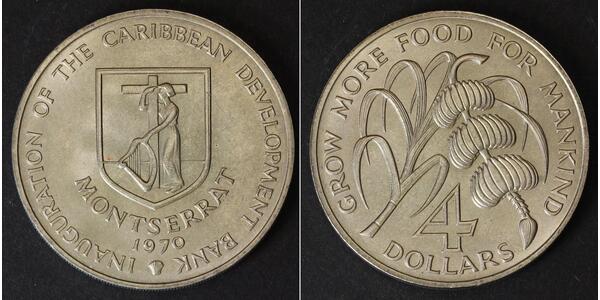 INAUGURATION OF THE CARIBBEAN DEVELOPMENT BANK
MONTSERRAT
1970
GROW MORE FOOD FOR MANKIND
4
DOLLARS